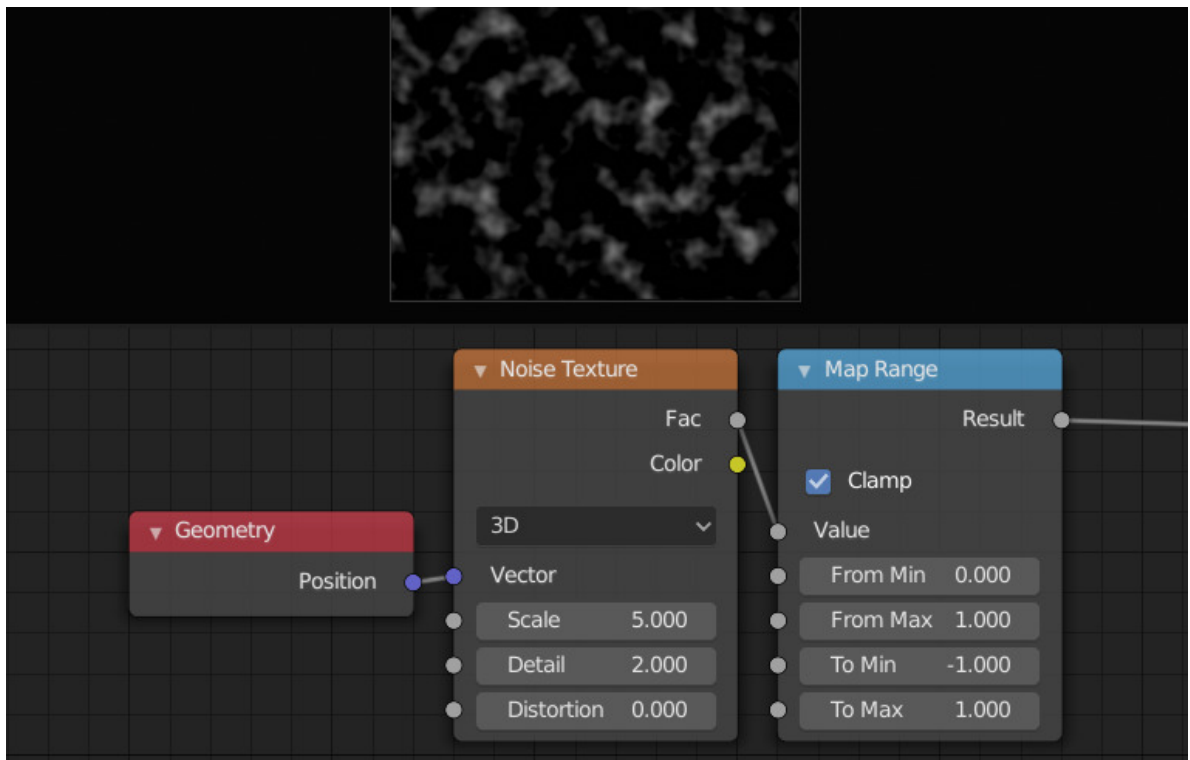 Geometry
Position
Noise Texture
Fac
Color
3D
Vector
Scale 5.000
Detail 2.000
Distortion 0.000
Map Range
Result
Clamp
Value
From Min 0.000
From Max 1.000
To Min -1.000
To Max 1.000